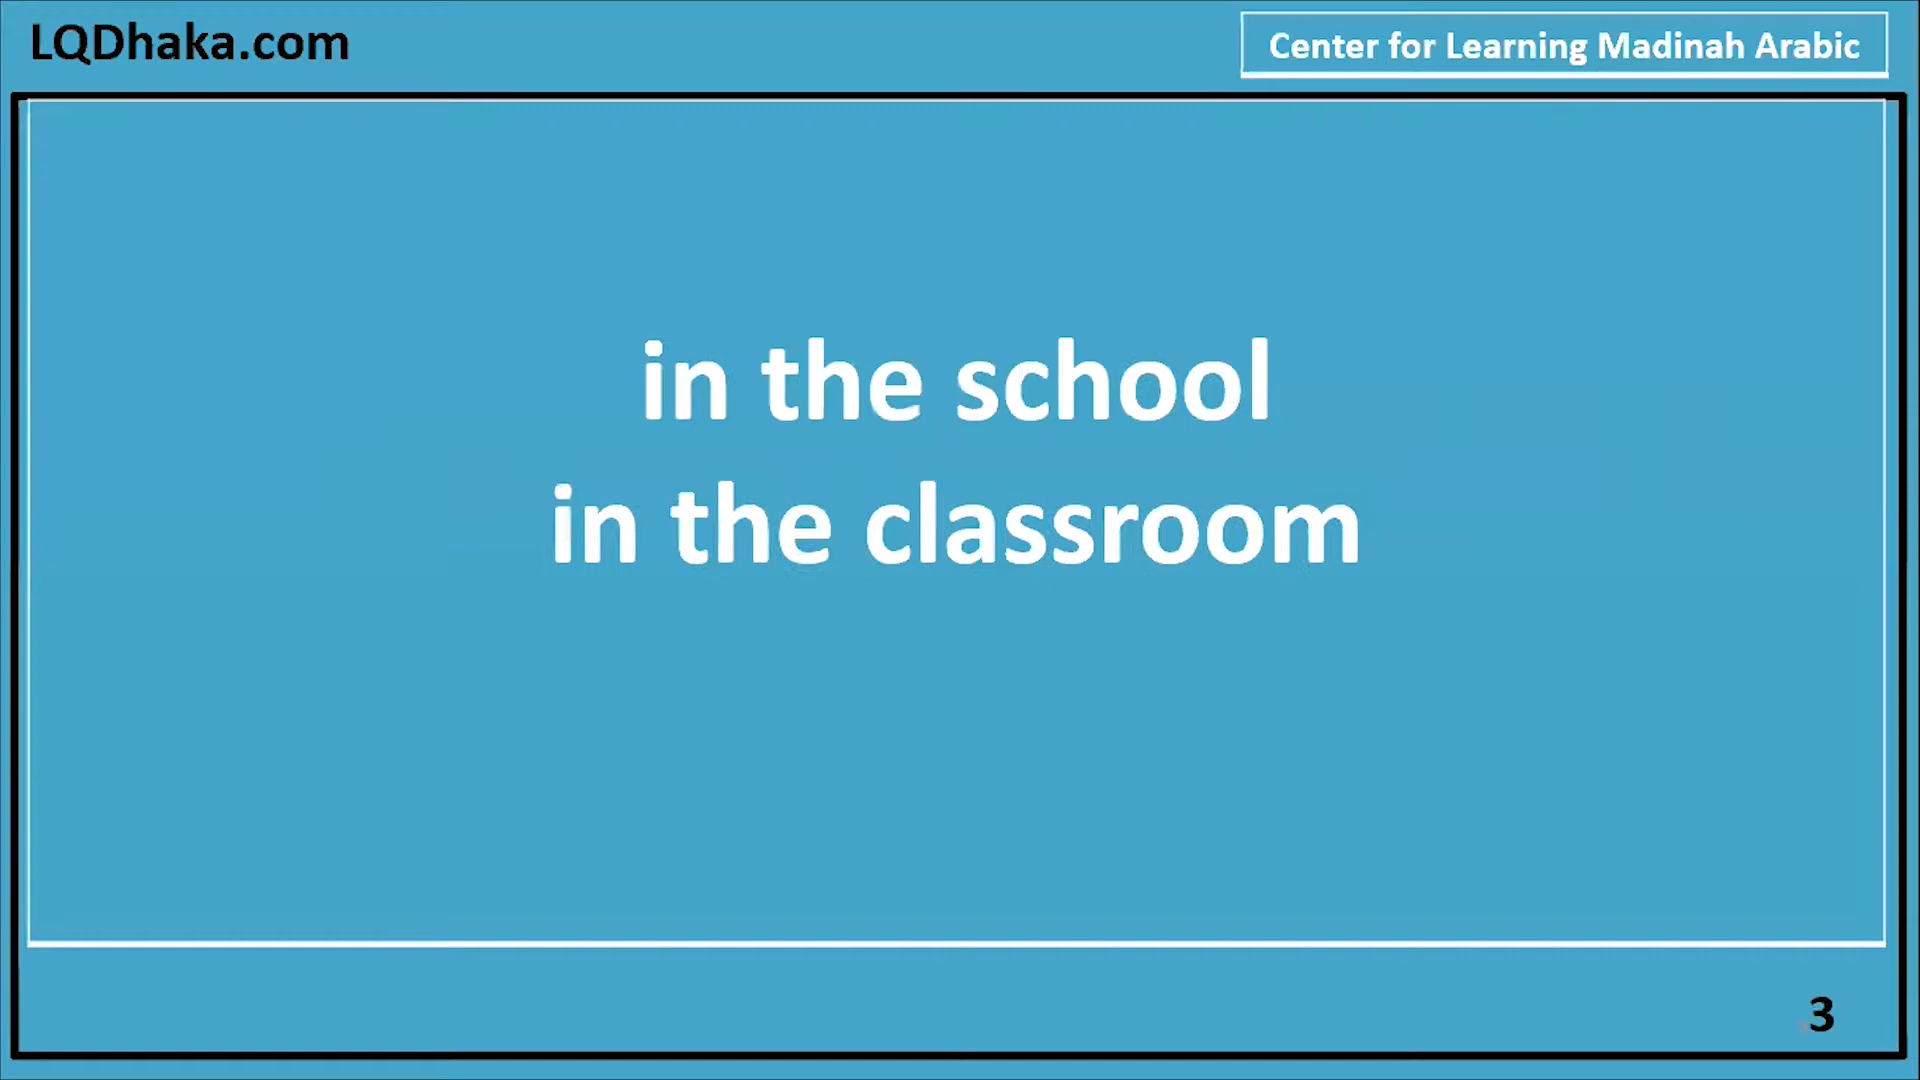 LQDhaka.com
Center for Learning Madinah Arabic
in the school
in the classroom
3